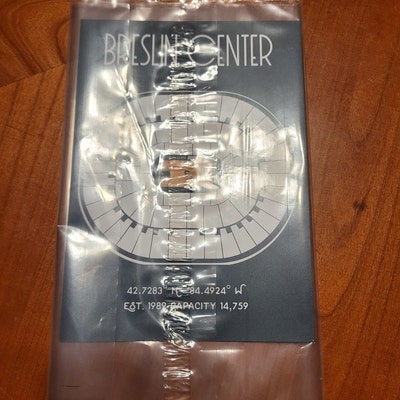 BRESLIN CENTER
42.7283° N -84.4924° W
EST. 1989 CAPACITY 14,759